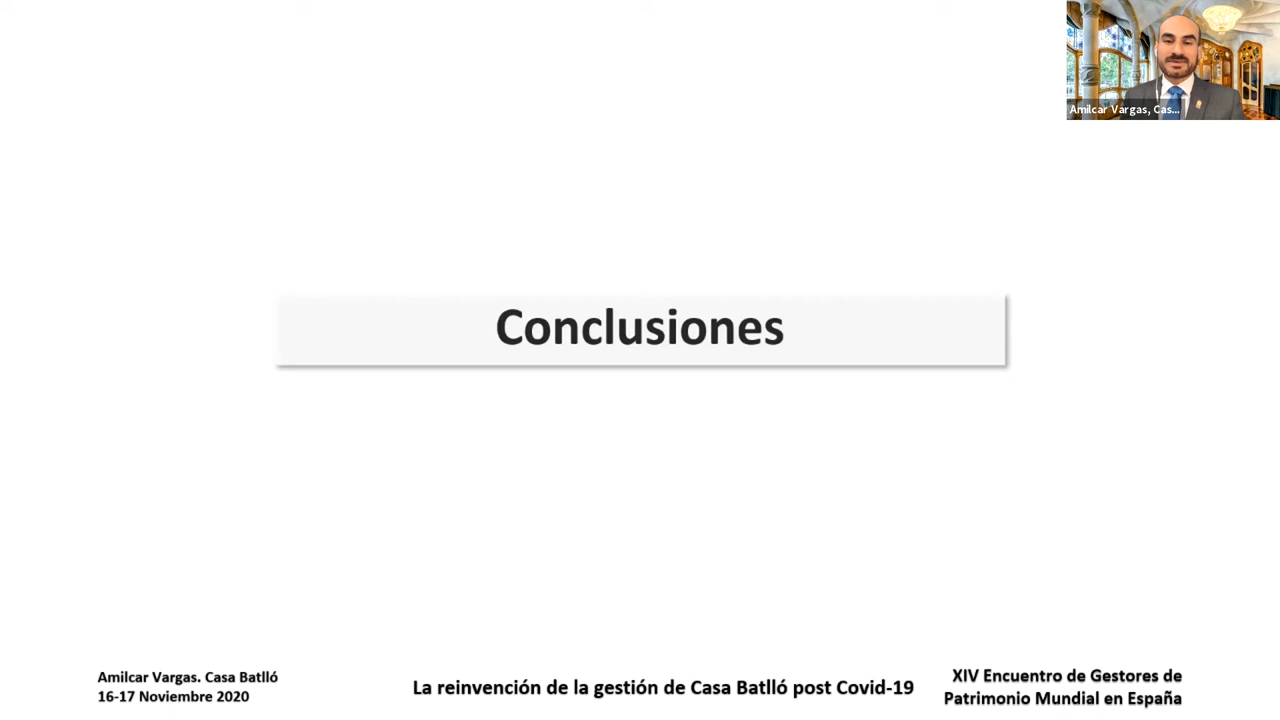 Amilcar Vargas, Cas...
Conclusiones
Amilcar Vargas. Casa Batlló
16-17 Noviembre 2020
La reinvención de la gestión de Casa Batlló post Covid-19
XIV Encuentro de Gestores de
Patrimonio Mundial en España